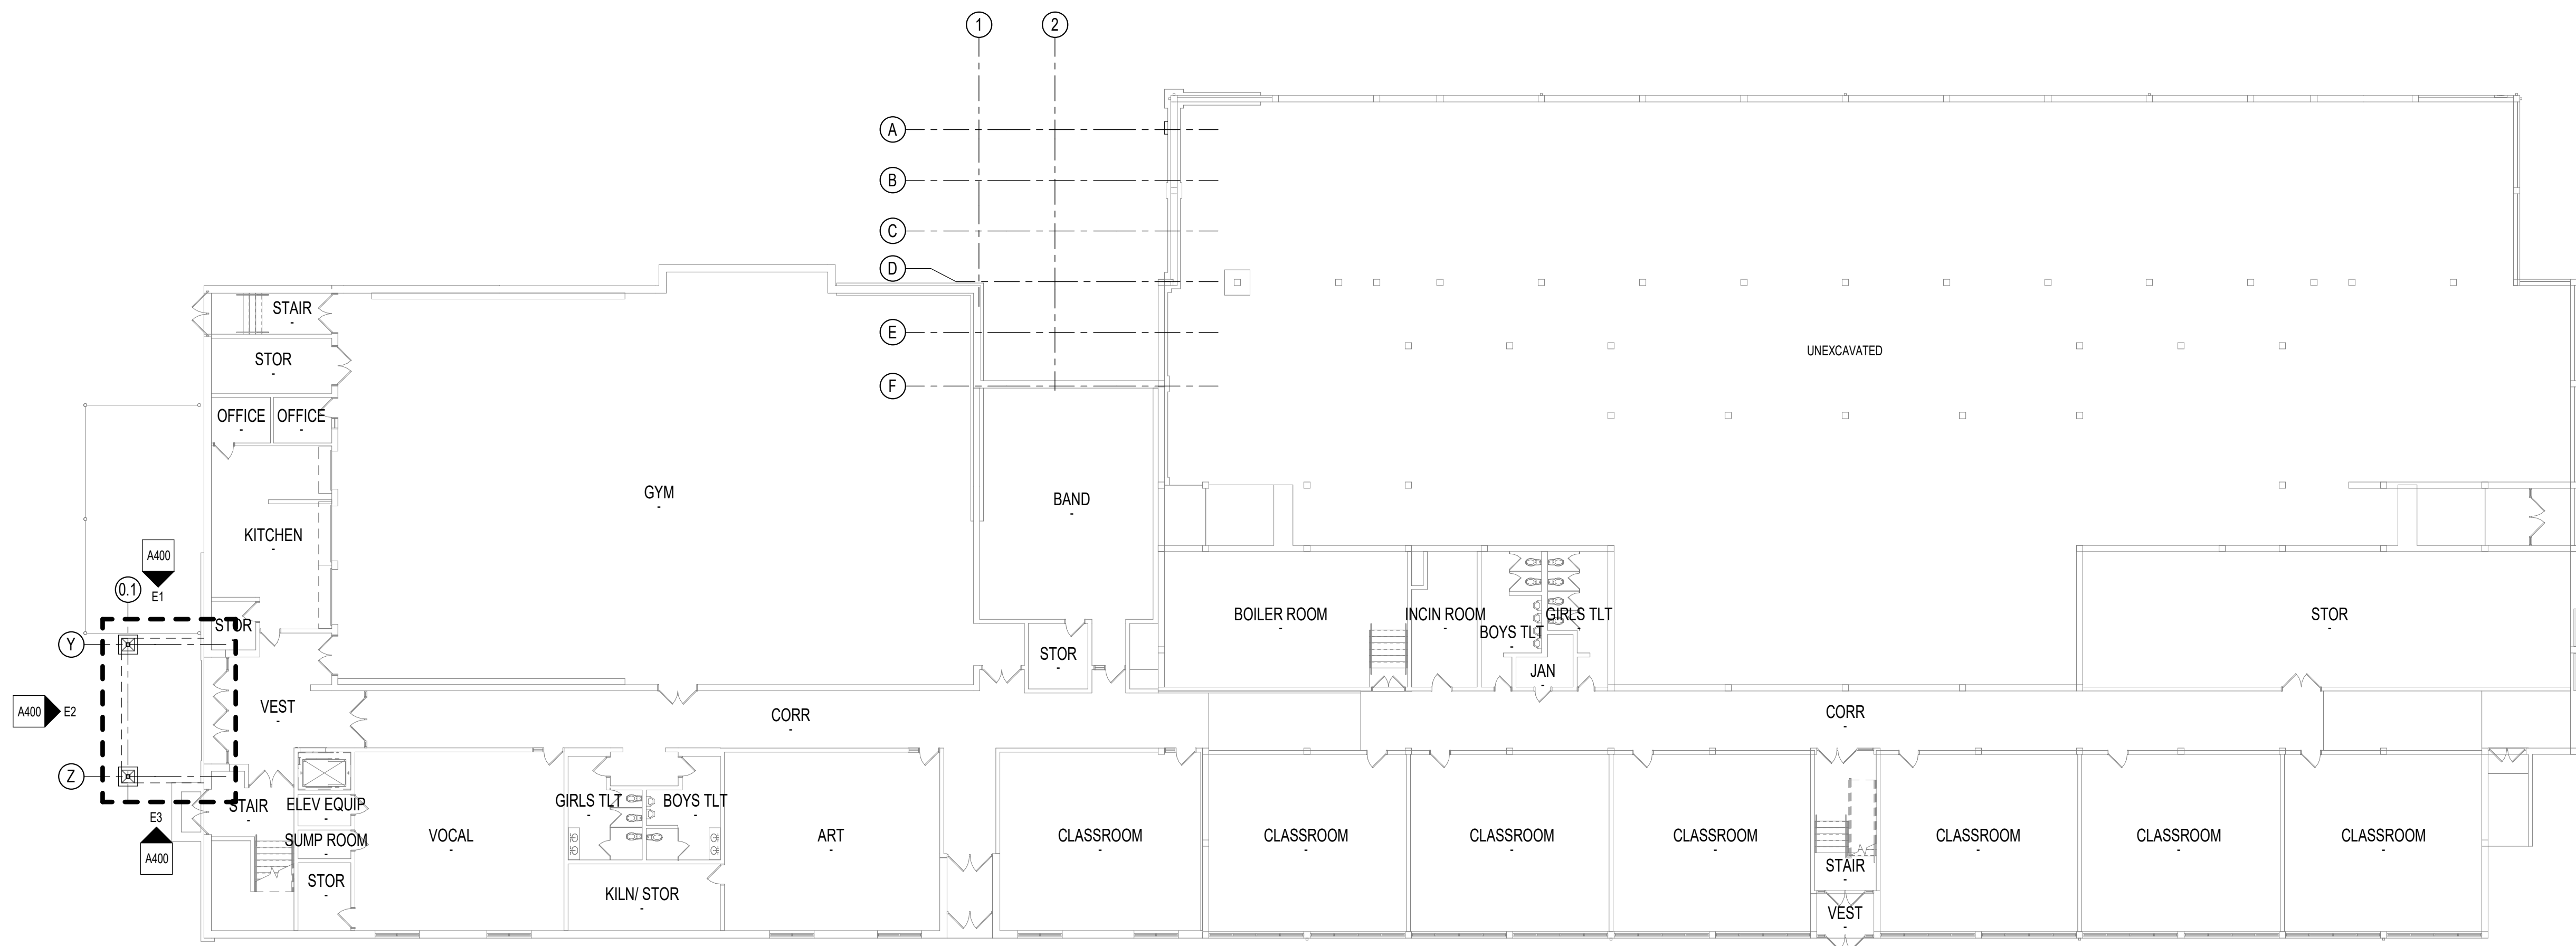 1
2
A
B
C
D
E
F
STAIR
-
STOR
-
OFFICE
-
OFFICE
-
UNEXCAVATED
GYM
-
BAND
-
KITCHEN
-
A400
E1
0.1
STOR
-
Y
BOILER ROOM
-
INCIN ROOM
-
BOYS TLT
-
GIRLS TLT
-
STOR
-
STOR
-
JAN
-
A400
E2
VEST
-
CORR
-
CORR
-
Z
STAIR
-
ELEV EQUIP
-
GIRLS TLT
-
BOYS TLT
-
E3
A400
SUMP ROOM
-
VOCAL
-
ART
-
CLASSROOM
-
CLASSROOM
-
CLASSROOM
-
CLASSROOM
-
CLASSROOM
-
CLASSROOM
-
CLASSROOM
-
STAIR
-
STOR
-
KILN/ STOR
-
VEST
-